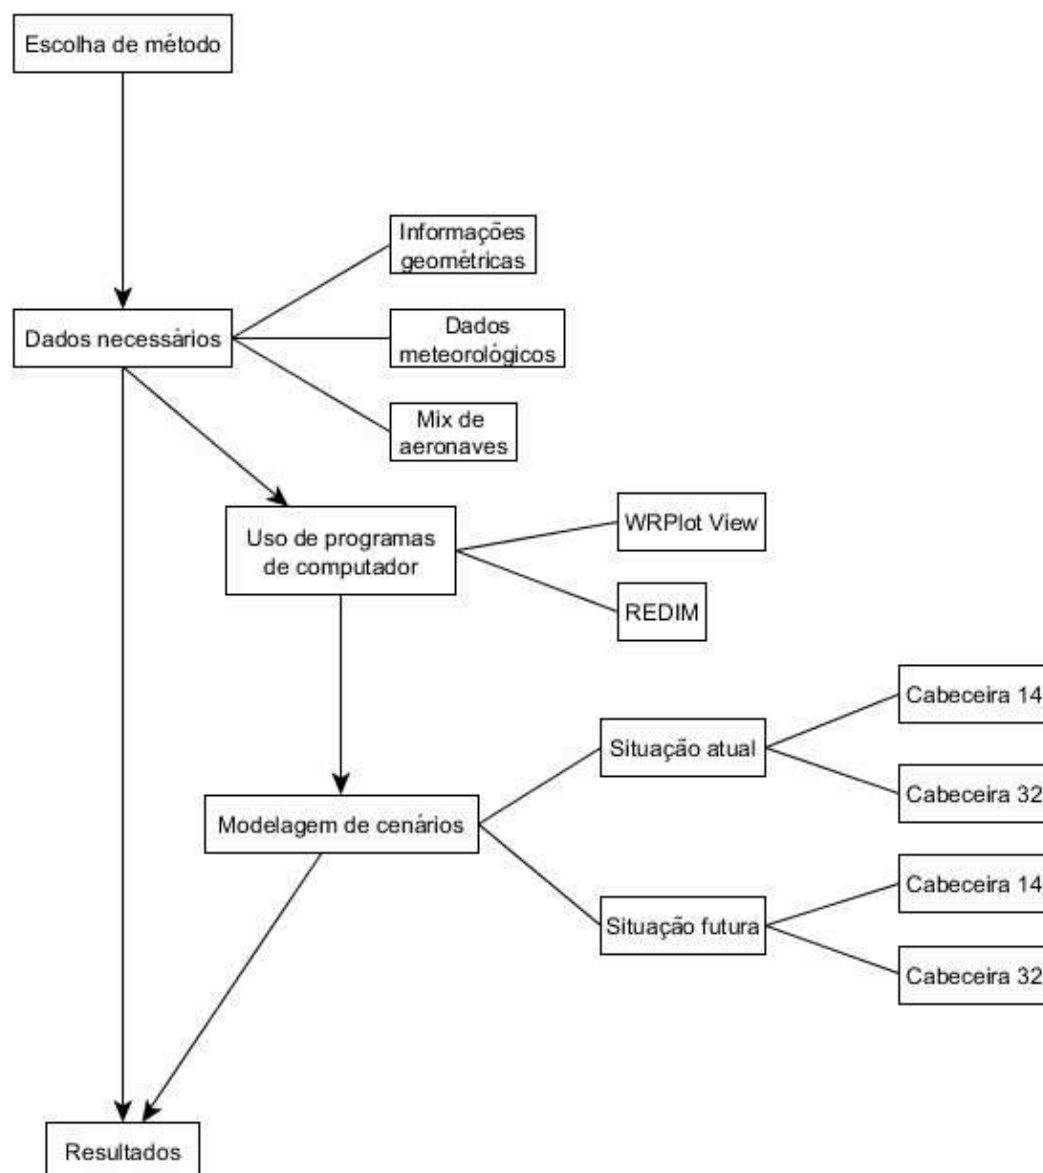 Escolha de método
Informações
geométricas
Dados necessários
Dados
meteorológicos
Mix de
aeronaves
Uso de programas
de computador
WRPlot View
REDIM
Modelagem de cenários
Situação atual
Cabeceira 14
Cabeceira 32
Situação futura
Cabeceira 14
Cabeceira 32
Resultados